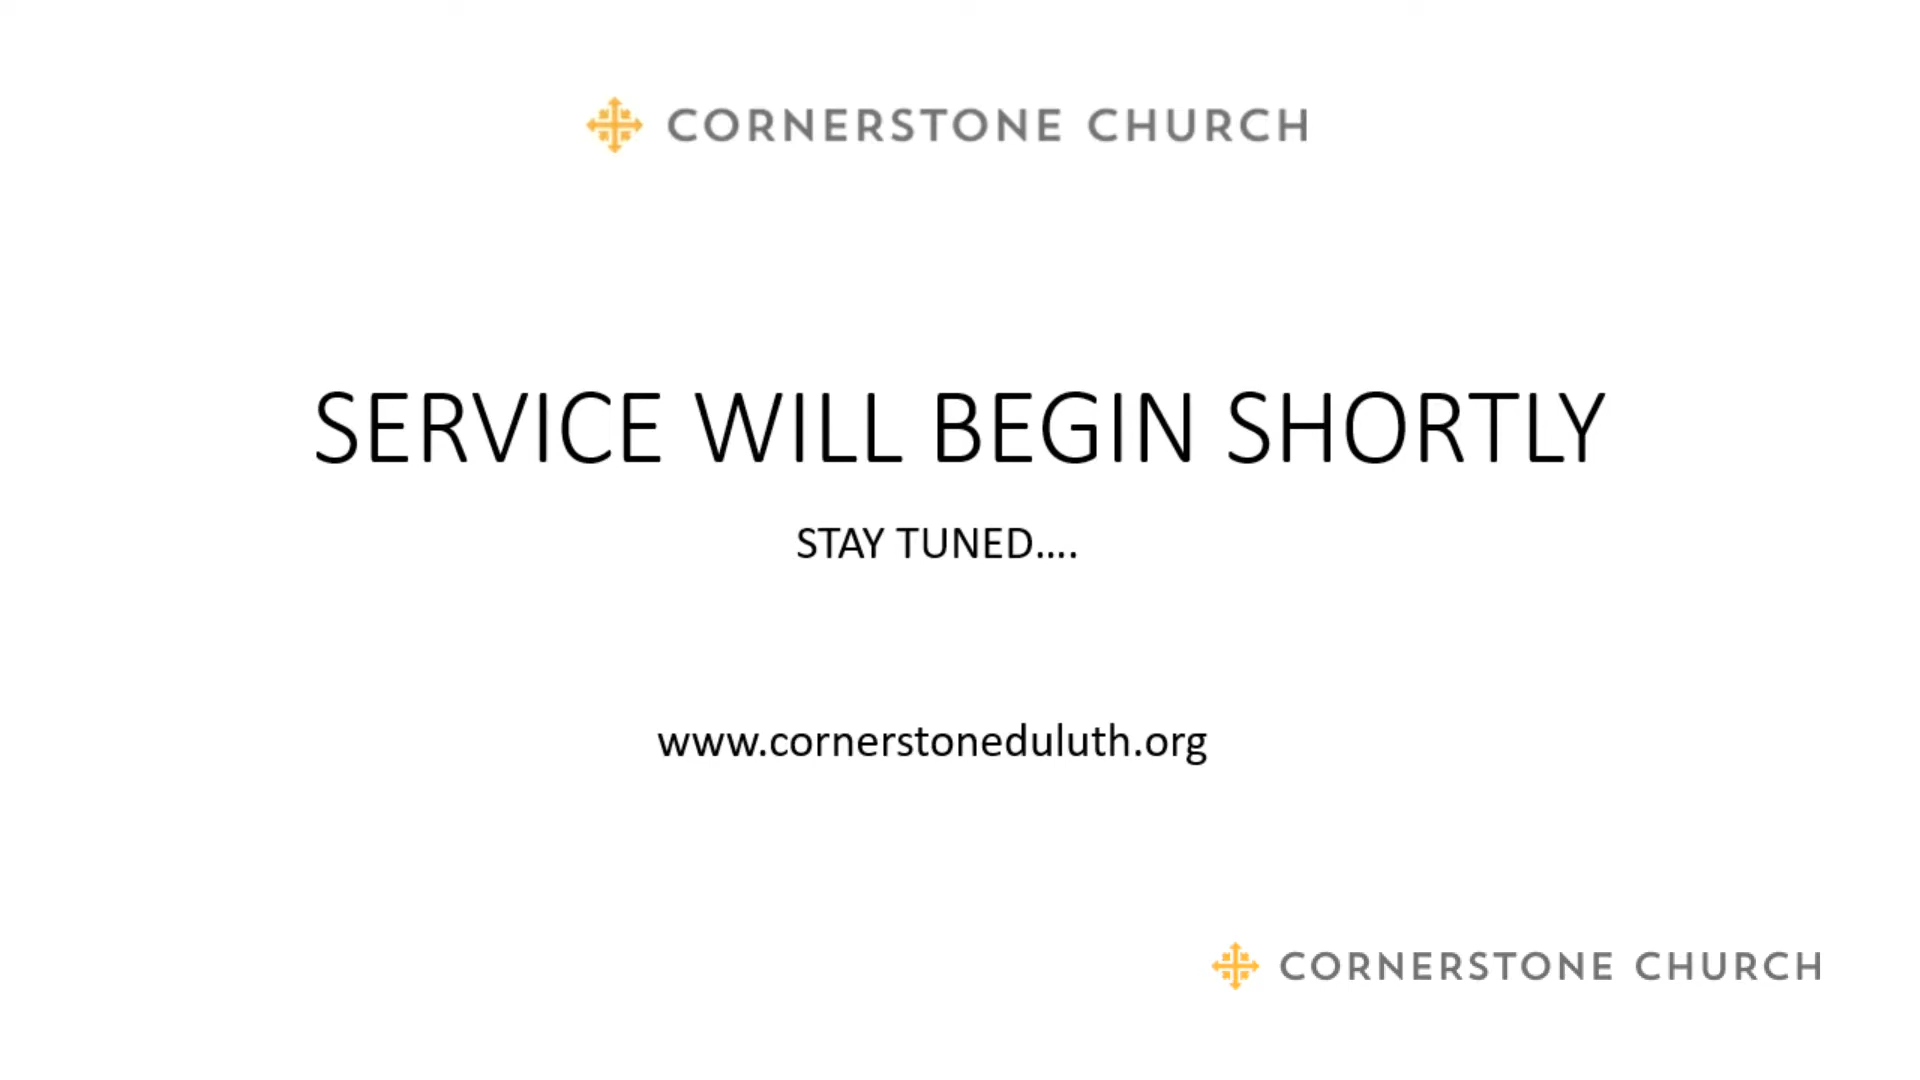 CORNERSTONE CHURCH
SERVICE WILL BEGIN SHORTLY
STAY TUNED....
www.cornerstoneduluth.org
CORNERSTONE CHURCH